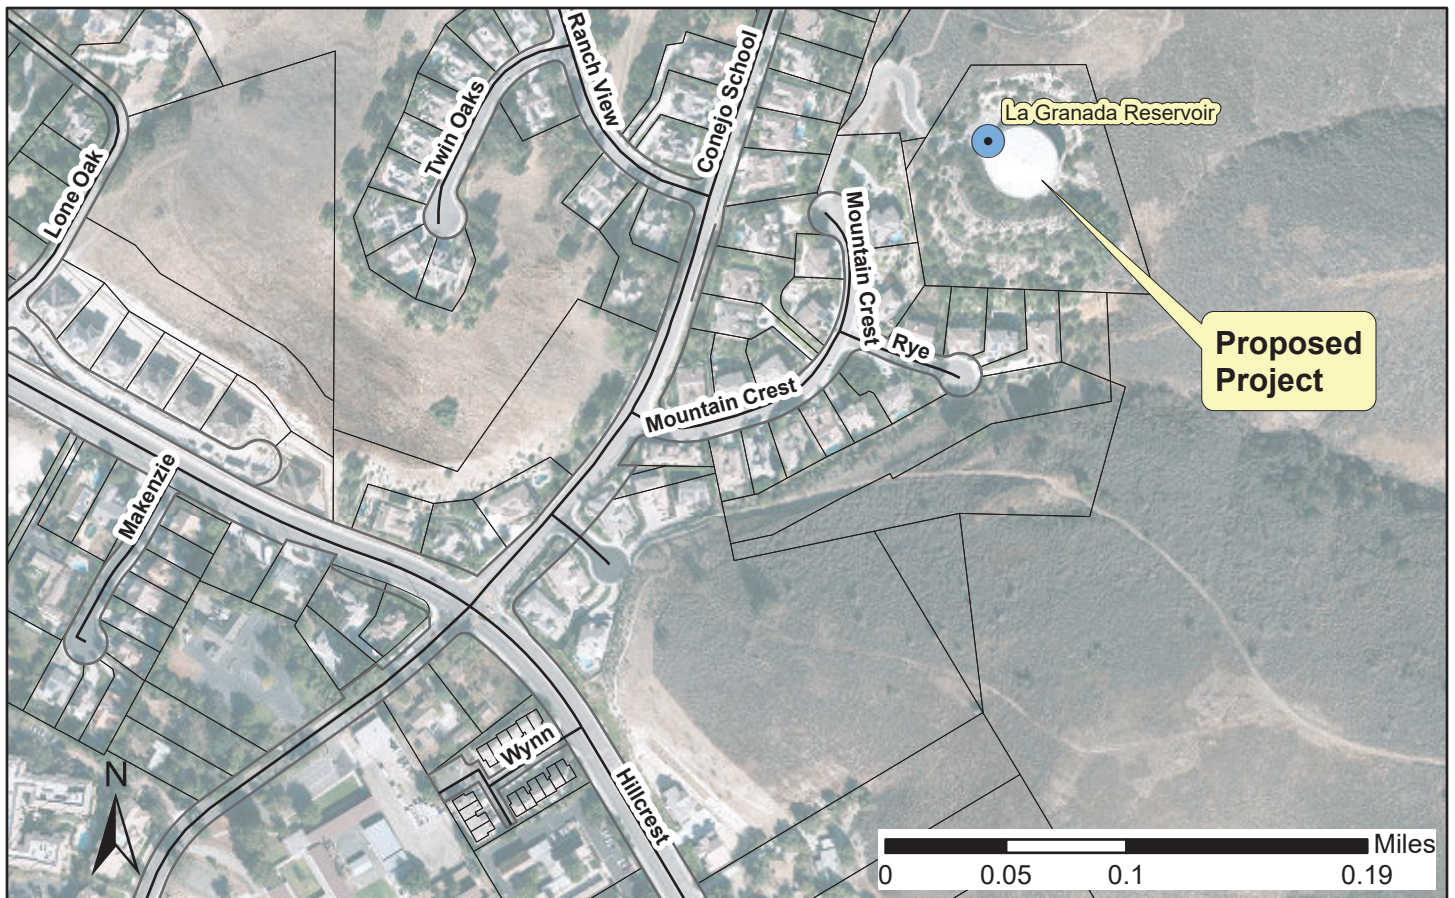 Ranch View
Conejo School
Twin Oaks
La Granada Reservoir
Lone Oak
Mountain Crest
Rye
Proposed
Project
Mountain Crest
Makenzie
Wynn
Hillcrest
N
Miles
0 0.05 0.1 0.19